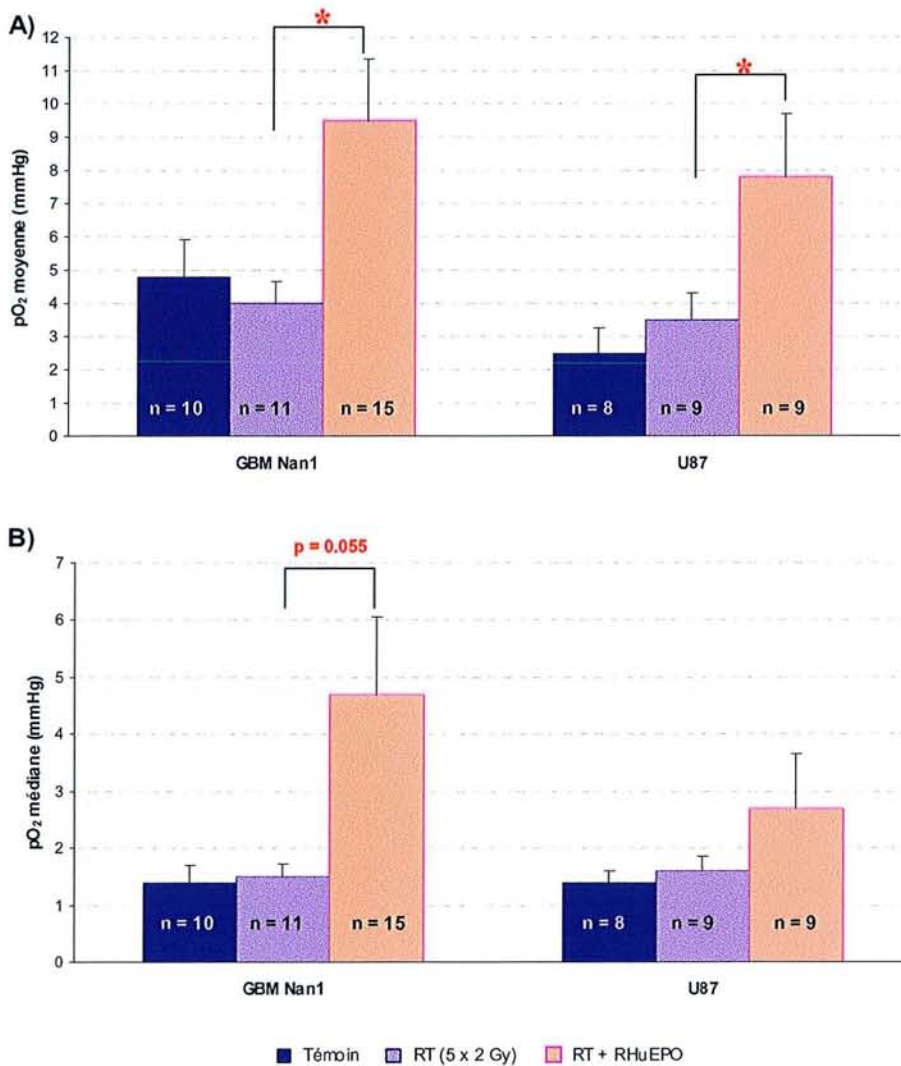 A)
*
*
12
11
10
9
8
7
6
5
4
3
2
1
0
pO₂ moyenne (mmHg)
n = 10
n = 11
n = 15
n = 8
n = 9
n = 9
GBM Nan1
U87
B)
p = 0.055
7
6
5
4
3
2
1
0
pO₂ médiane (mmHg)
n = 10
n = 11
n = 15
n = 8
n = 9
n = 9
GBM Nan1
U87
Témoin RT (5 x 2 Gy) RT + RHuEPO